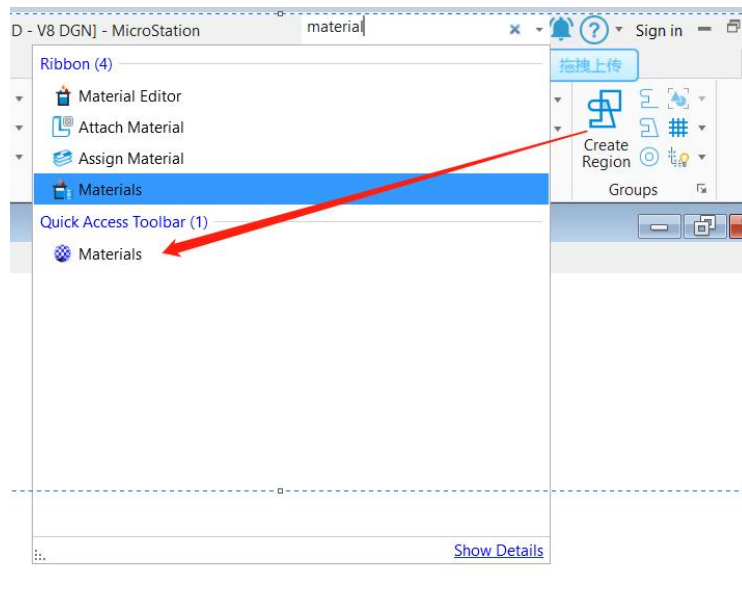 D - V8 DGN] - MicroStation
material
Sign in
Ribbon (4)
拖拽上传
Material Editor
Attach Material
Assign Material
Materials
Create
Region
Groups
Quick Access Toolbar (1)
Materials
Show Details